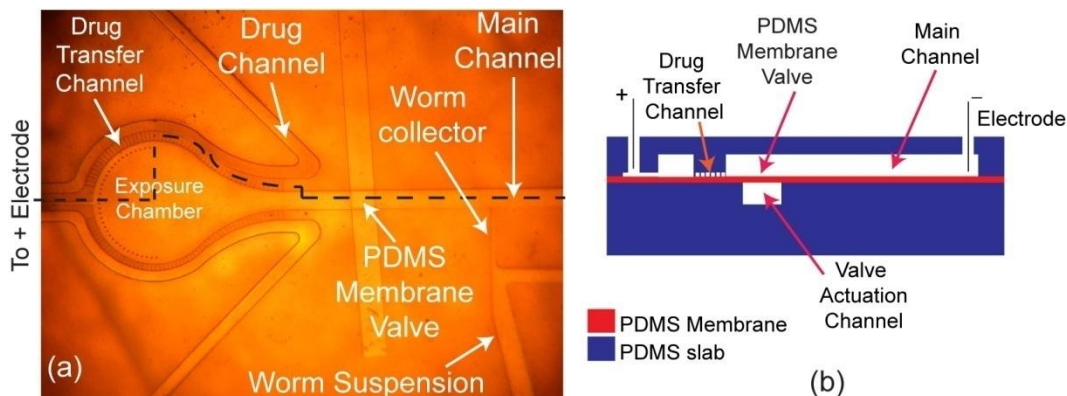 Drug
Transfer
Channel
Drug
Channel
Main
Channel
Worm
collector
Exposure
Chamber
To + Electrode
PDMS
Membrane
Valve
Worm Suspension
(a)
PDMS
Membrane
Valve
Main
Channel
Drug
Transfer
Channel
+
–
Electrode
Valve
Actuation
Channel
PDMS Membrane
PDMS slab
(b)